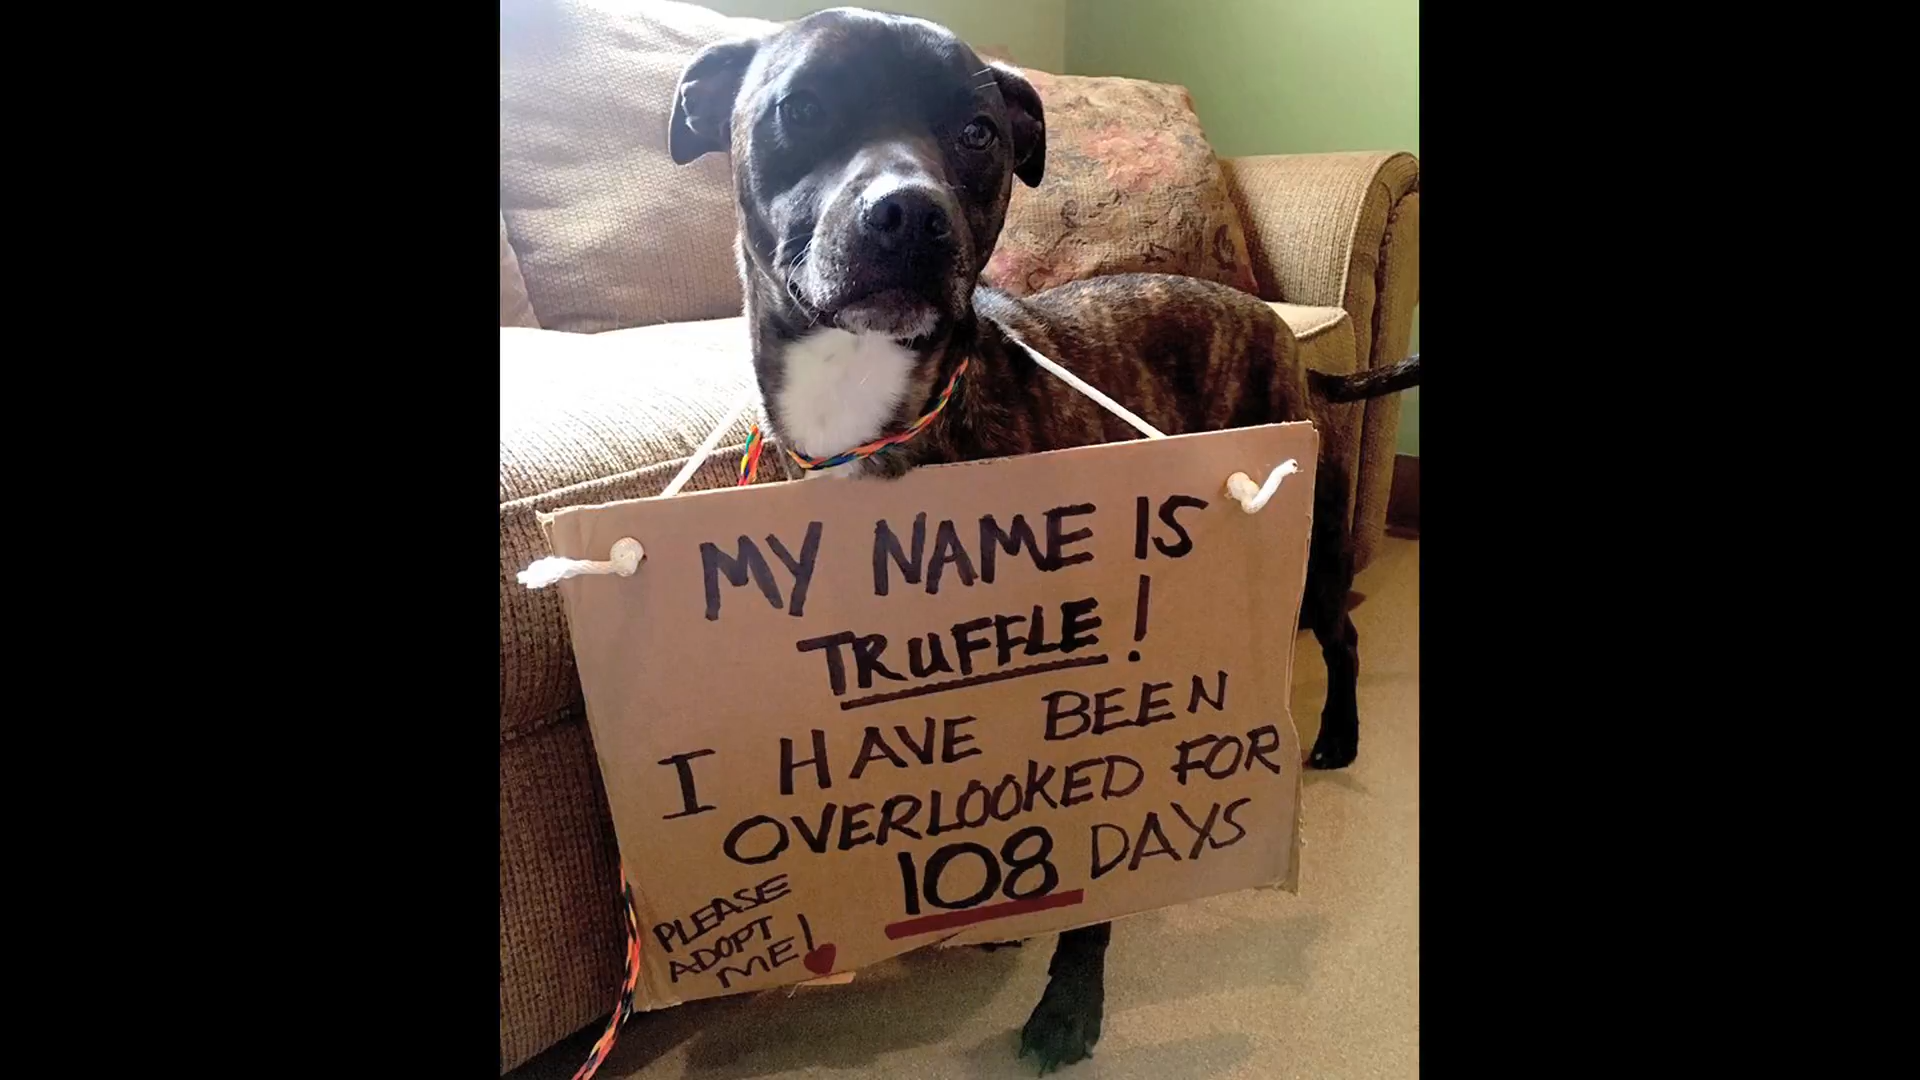 MY NAME IS
TRUFFLE!
I HAVE BEEN
OVERLOOKED FOR
108 DAYS
PLEASE
ADOPT
ME!